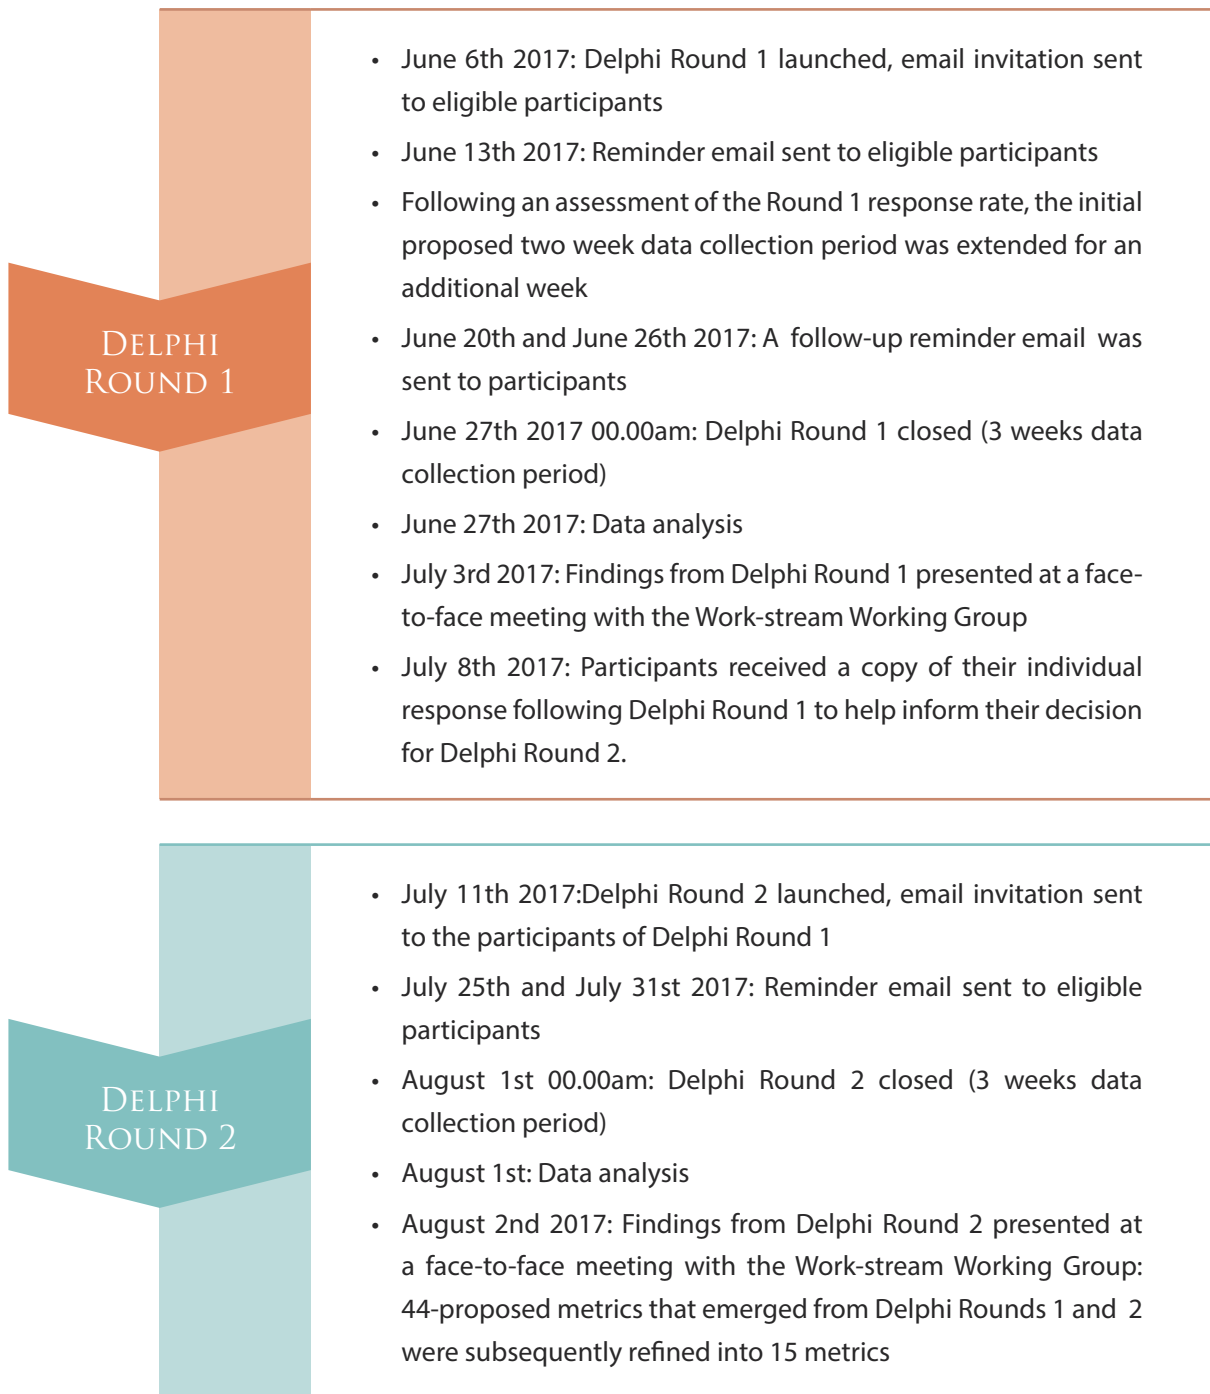 • June 6th 2017: Delphi Round 1 launched, email invitation sent
to eligible participants
• June 13th 2017: Reminder email sent to eligible participants
• Following an assessment of the Round 1 response rate, the initial
proposed two week data collection period was extended for an
additional week
DELPHI
ROUND 1
• June 20th and June 26th 2017: A follow-up reminder email was
sent to participants
• June 27th 2017 00.00am: Delphi Round 1 closed (3 weeks data
collection period)
• June 27th 2017: Data analysis
• July 3rd 2017: Findings from Delphi Round 1 presented at a face-
to-face meeting with the Work-stream Working Group
• July 8th 2017: Participants received a copy of their individual
response following Delphi Round 1 to help inform their decision
for Delphi Round 2.
• July 11th 2017:Delphi Round 2 launched, email invitation sent
to the participants of Delphi Round 1
• July 25th and July 31st 2017: Reminder email sent to eligible
participants
DELPHI
ROUND 2
• August 1st 00.00am: Delphi Round 2 closed (3 weeks data
collection period)
• August 1st: Data analysis
• August 2nd 2017: Findings from Delphi Round 2 presented at
a face-to-face meeting with the Work-stream Working Group:
44-proposed metrics that emerged from Delphi Rounds 1 and 2
were subsequently refined into 15 metrics